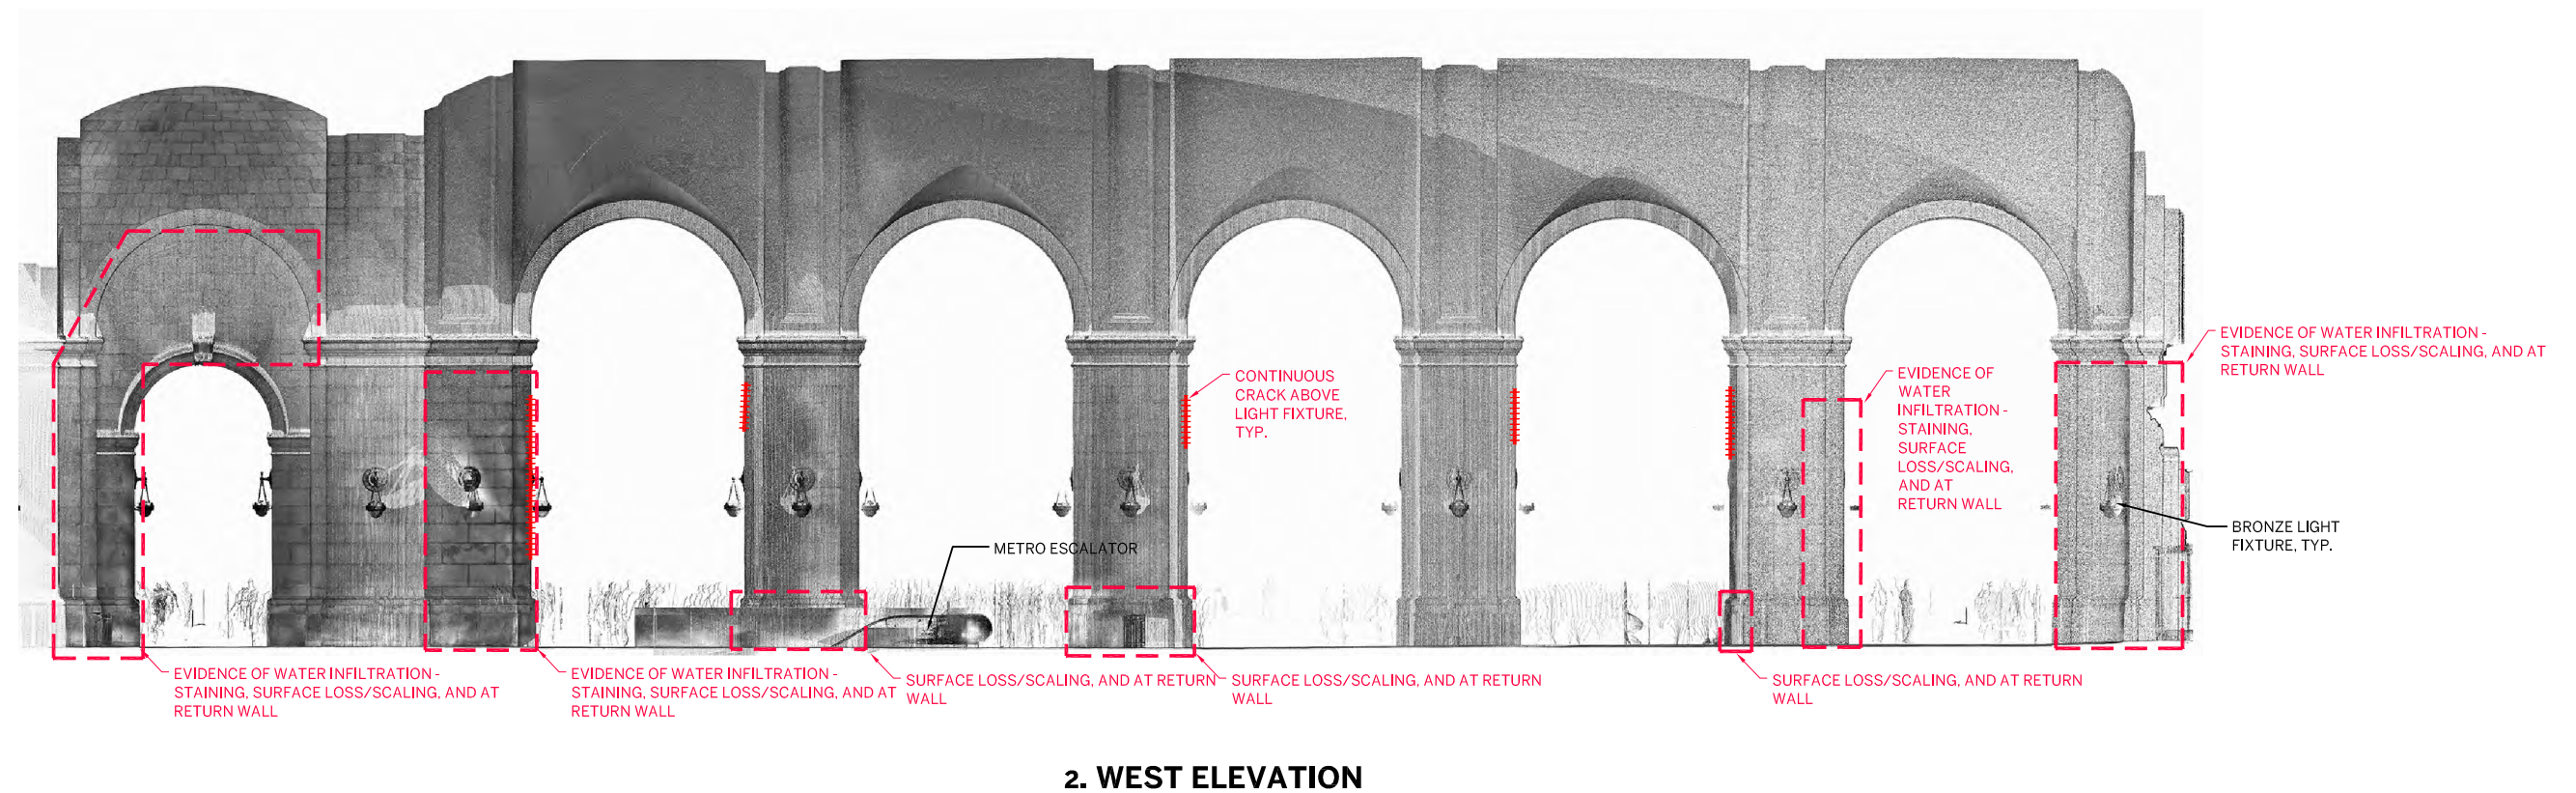 EVIDENCE OF WATER INFILTRATION -
STAINING, SURFACE LOSS/SCALING, AND AT
RETURN WALL
CONTINUOUS
CRACK ABOVE
LIGHT FIXTURE,
TYP.
EVIDENCE OF
WATER
INFILTRATION -
STAINING,
SURFACE
LOSS/SCALING,
AND AT
RETURN WALL
BRONZE LIGHT
FIXTURE, TYP.
METRO ESCALATOR
EVIDENCE OF WATER INFILTRATION -
STAINING, SURFACE LOSS/SCALING, AND AT
RETURN WALL
EVIDENCE OF WATER INFILTRATION -
STAINING, SURFACE LOSS/SCALING, AND AT
RETURN WALL
SURFACE LOSS/SCALING, AND AT RETURN
WALL
SURFACE LOSS/SCALING, AND AT RETURN
WALL
SURFACE LOSS/SCALING, AND AT RETURN
WALL
2. WEST ELEVATION